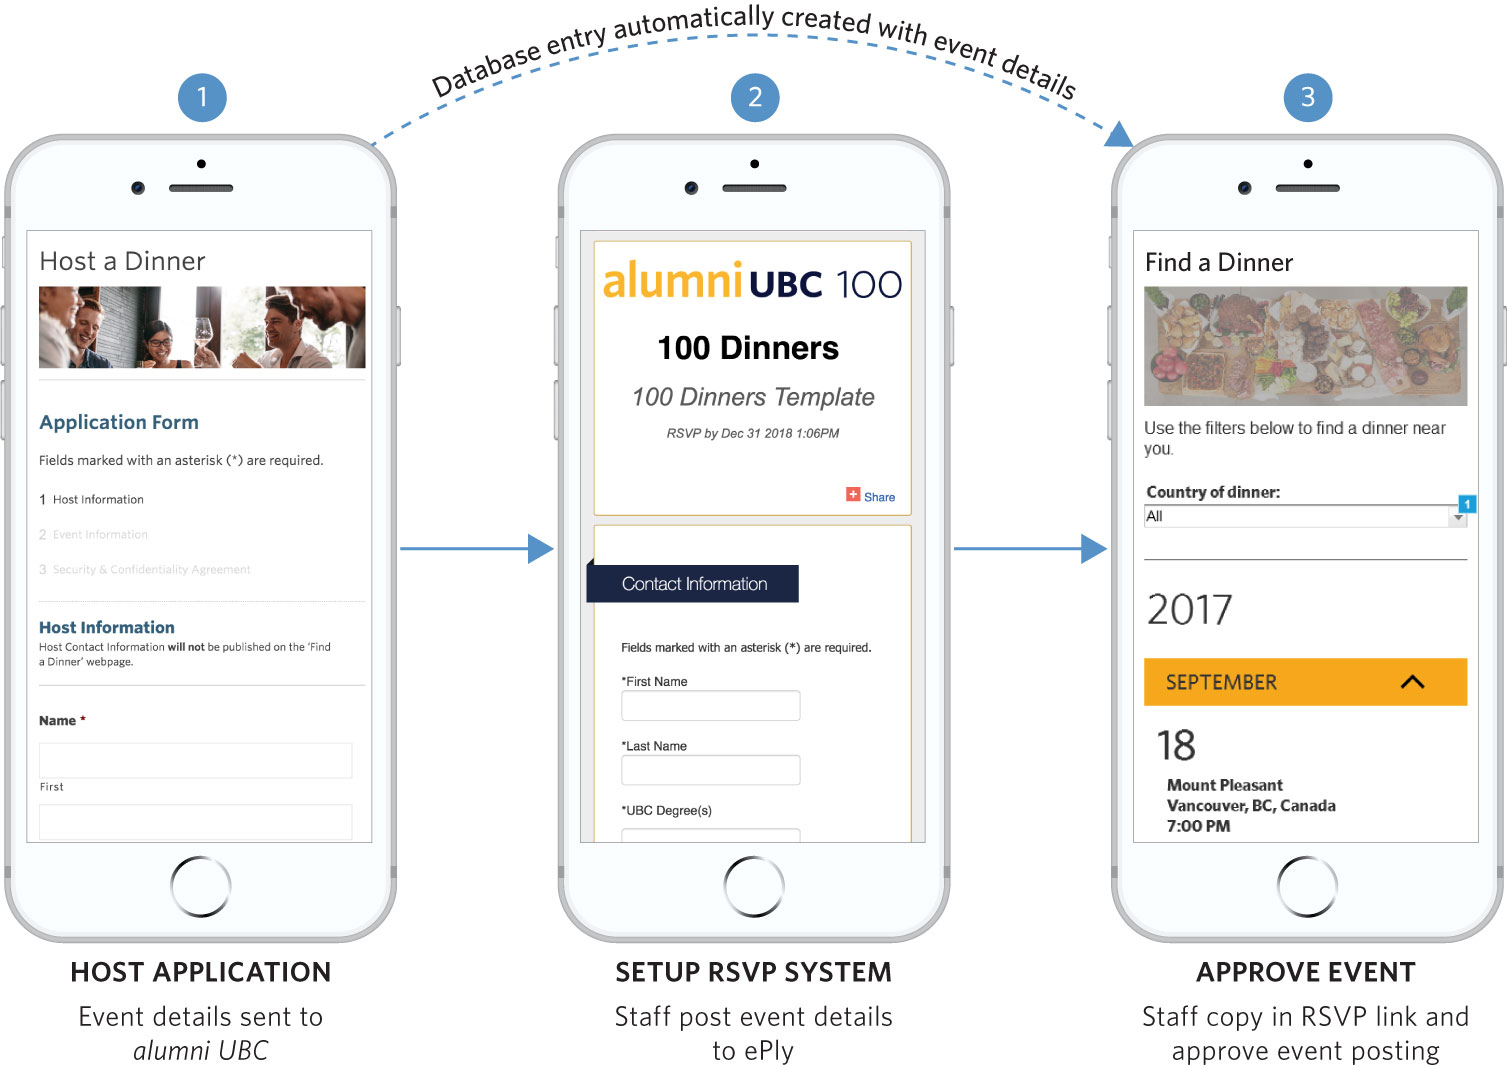 Database entry automatically created with event details
1
2
3
Host a Dinner
Application Form
Fields marked with an asterisk (*) are required.
1 Host Information
2 Event Information
3 Security & Confidentiality Agreement
Host Information
Host Contact Information will not be published on the 'Find
a Dinner' webpage.
Name *
First
HOST APPLICATION
Event details sent to
alumni UBC
alumni UBC 100
100 Dinners
100 Dinners Template
RSVP by Dec 31 2018 1:06PM
Share
Contact Information
Fields marked with an asterisk (*) are required.
*First Name
*Last Name
*UBC Degree(s)
SETUP RSVP SYSTEM
Staff post event details
to ePly
Find a Dinner
Use the filters below to find a dinner near
you.
Country of dinner:
1
All
2017
SEPTEMBER
18
Mount Pleasant
Vancouver, BC, Canada
7:00 PM
APPROVE EVENT
Staff copy in RSVP link and
approve event posting